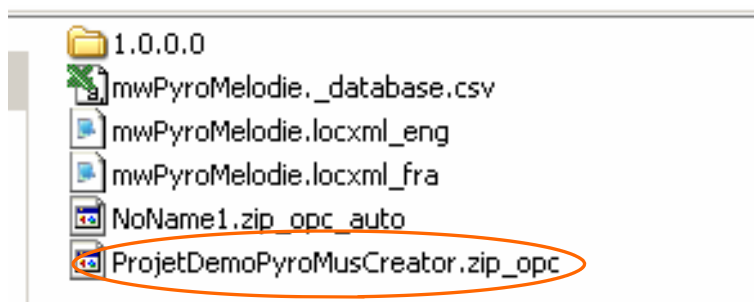 1.0.0.0
mwPyroMelodie._database.csv
mwPyroMelodie.locxml_eng
mwPyroMelodie.locxml_fra
NoName1.zip_opc_auto
ProjetDemoPyroMusCreator.zip_opc